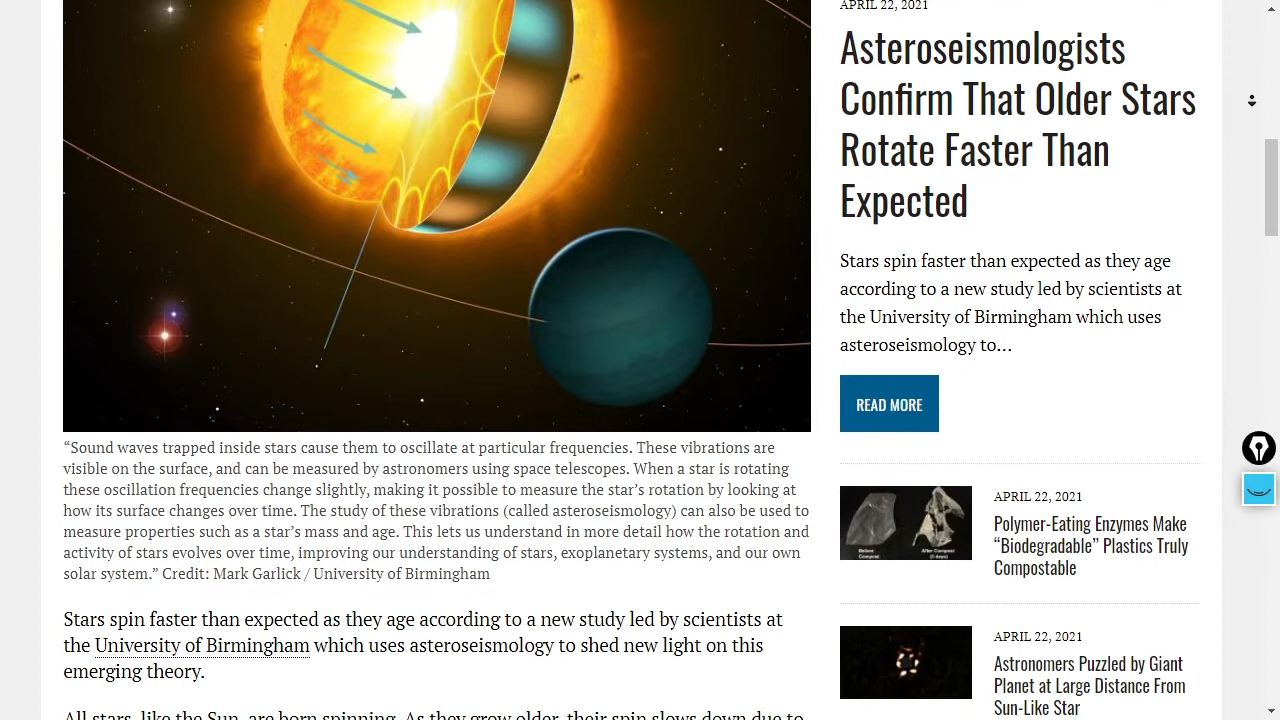 “Sound waves trapped inside stars cause them to oscillate at particular frequencies. These vibrations are
visible on the surface, and can be measured by astronomers using space telescopes. When a star is rotating
these oscillation frequencies change slightly, making it possible to measure the star’s rotation by looking at
how its surface changes over time. The study of these vibrations (called asteroseismology) can also be used to
measure properties such as a star’s mass and age. This lets us understand in more detail how the rotation and
activity of stars evolves over time, improving our understanding of stars, exoplanetary systems, and our own
solar system.” Credit: Mark Garlick / University of Birmingham
Stars spin faster than expected as they age according to a new study led by scientists at
the University of Birmingham which uses asteroseismology to shed new light on this
emerging theory.
All stars, like the Sun, are born spinning. As they grow older, their spin slows down due to
APRIL 22, 2021
Asteroseismologists
Confirm That Older Stars
Rotate Faster Than
Expected
Stars spin faster than expected as they age
according to a new study led by scientists at
the University of Birmingham which uses
asteroseismology to…
READ MORE
Before
Compost
After Compost
APRIL 22, 2021
Polymer-Eating Enzymes Make
“Biodegradable” Plastics Truly
Compostable
APRIL 22, 2021
Astronomers Puzzled by Giant
Planet at Large Distance From
Sun-Like Star